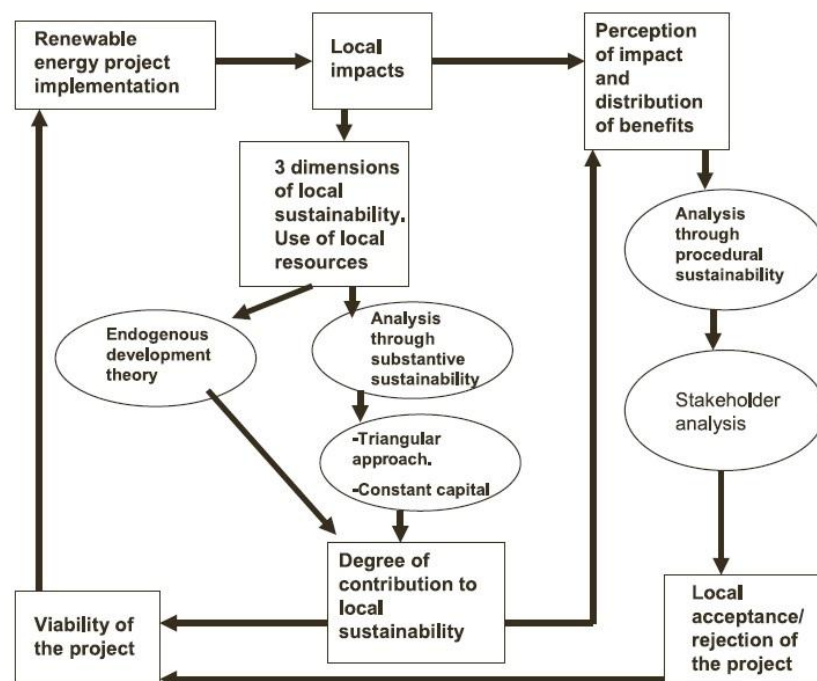 Renewable
energy project
implementation
Local
impacts
Perception
of impact
and
distribution
of benefits
3 dimensions
of local
sustainability.
Use of local
resources
Analysis
through
procedural
sustainability
Endogenous
development
theory
Analysis
through
substantive
sustainability
Stakeholder
analysis
-Triangular
approach.
-Constant capital
Degree of
contribution to
local
sustainability
Viability of
the project
Local
acceptance/
rejection of
the project